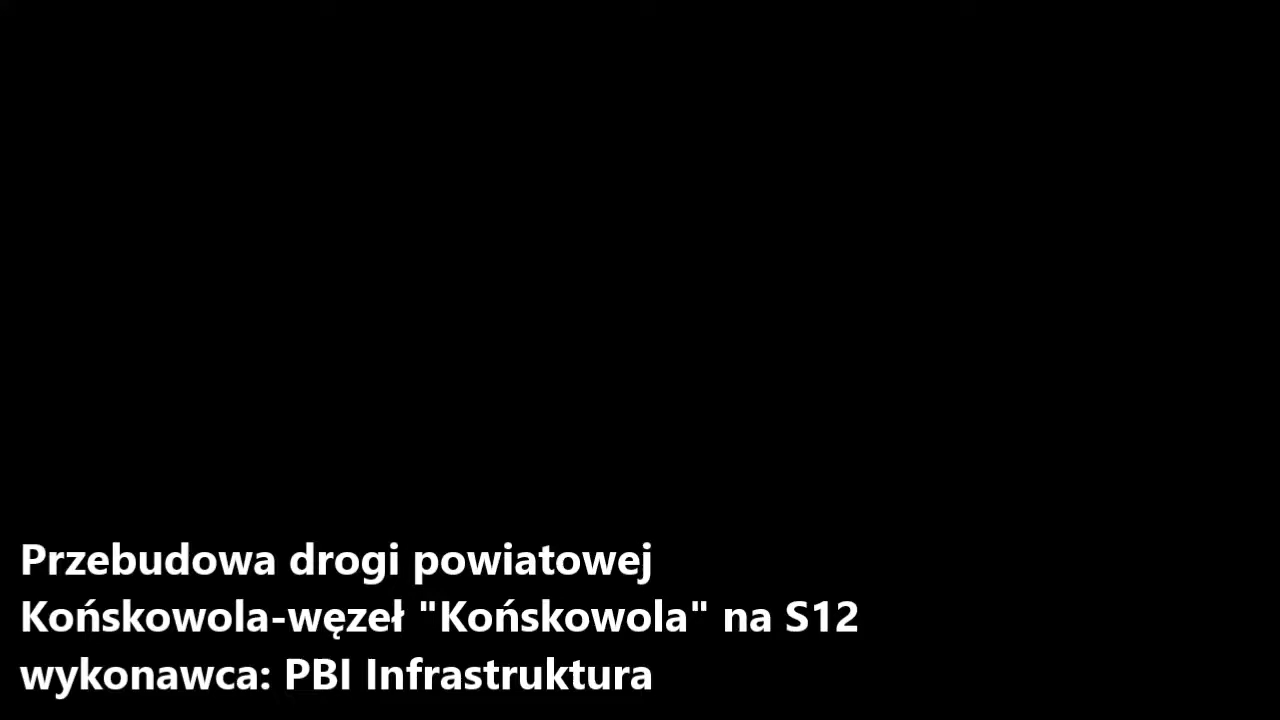 Przebudowa drogi powiatowej
Końskowola-węzeł "Końskowola" na S12
wykonawca: PBI Infrastruktura